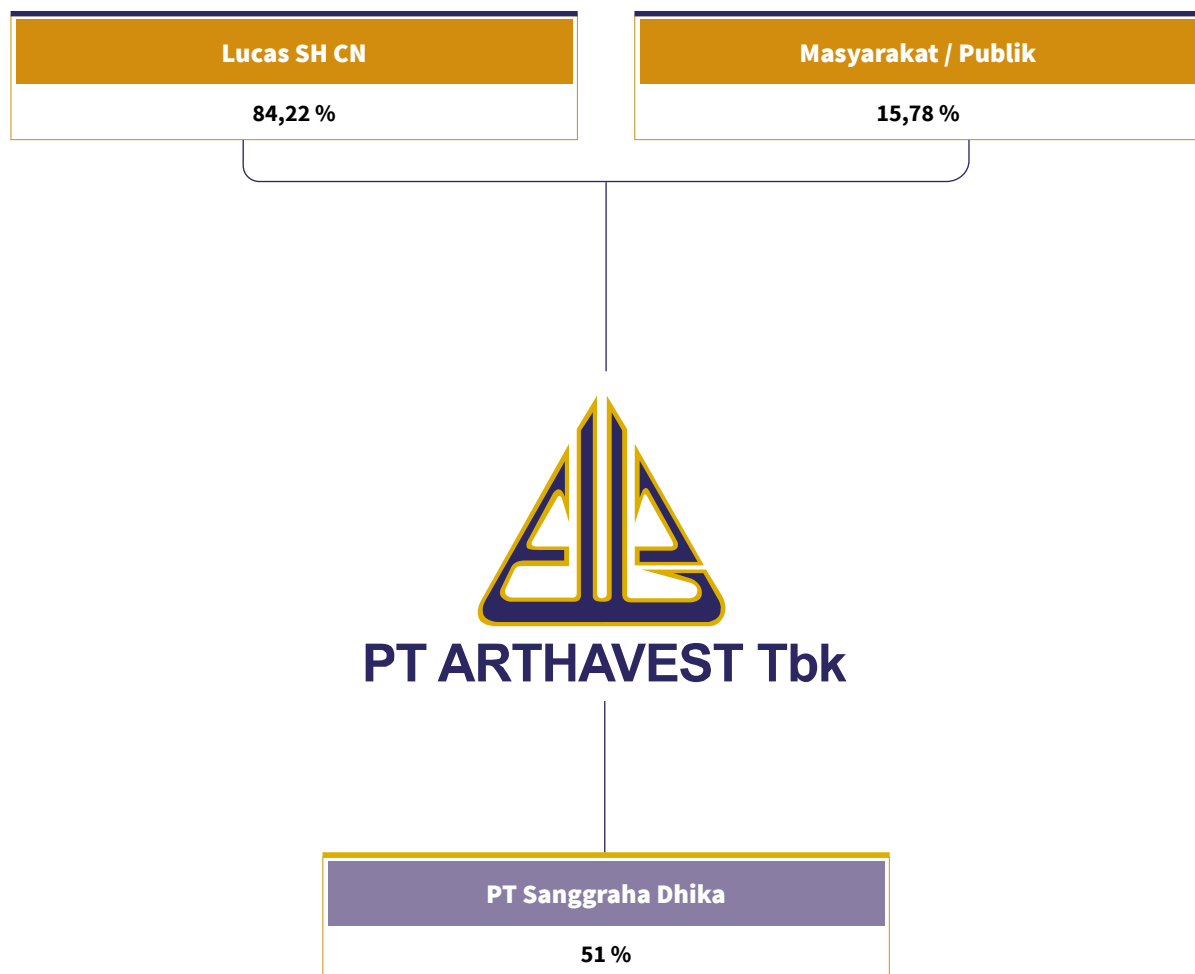 Lucas SH CN
84,22 %
Masyarakat / Publik
15,78 %
PT ARTHAVEST Tbk
PT Sanggraha Dhika
51 %